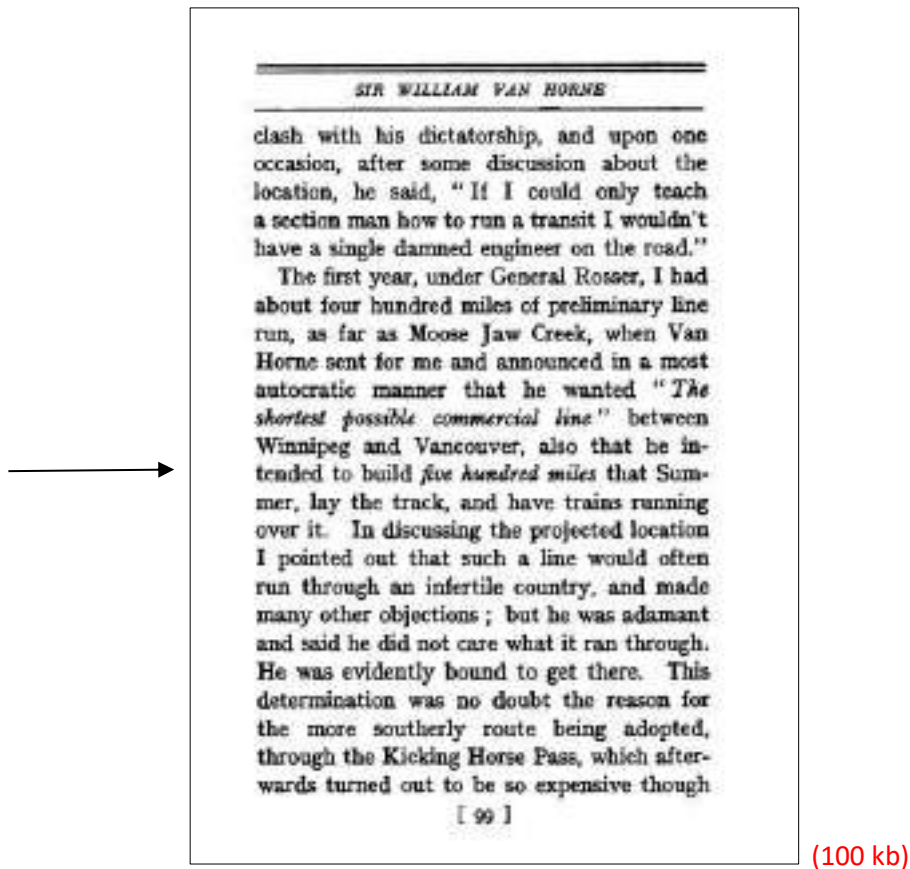 SIR WILLIAM VAN HORNE
clash with his dictatorship, and upon one
occasion, after some discussion about the
location, he said, “ If I could only teach
a section man how to run a transit I wouldn't
have a single damned engineer on the road.”
The first year, under General Rosser, I had
about four hundred miles of preliminary line
run, as far as Moose Jaw Creek, when Van
Horne sent for me and announced in a most
autocratic manner that he wanted “ The
shortest possible commercial line ” between
Winnipeg and Vancouver, also that he in-
tended to build five hundred miles that Sum-
mer, lay the track, and have trains running
over it. In discussing the projected location
I pointed out that such a line would often
run through an infertile country, and made
many other objections ; but he was adamant
and said he did not care what it ran through.
He was evidently bound to get there. This
determination was no doubt the reason for
the more southerly route being adopted,
through the Kicking Horse Pass, which after-
wards turned out to be so expensive though
[ 99 ]
(100 kb)